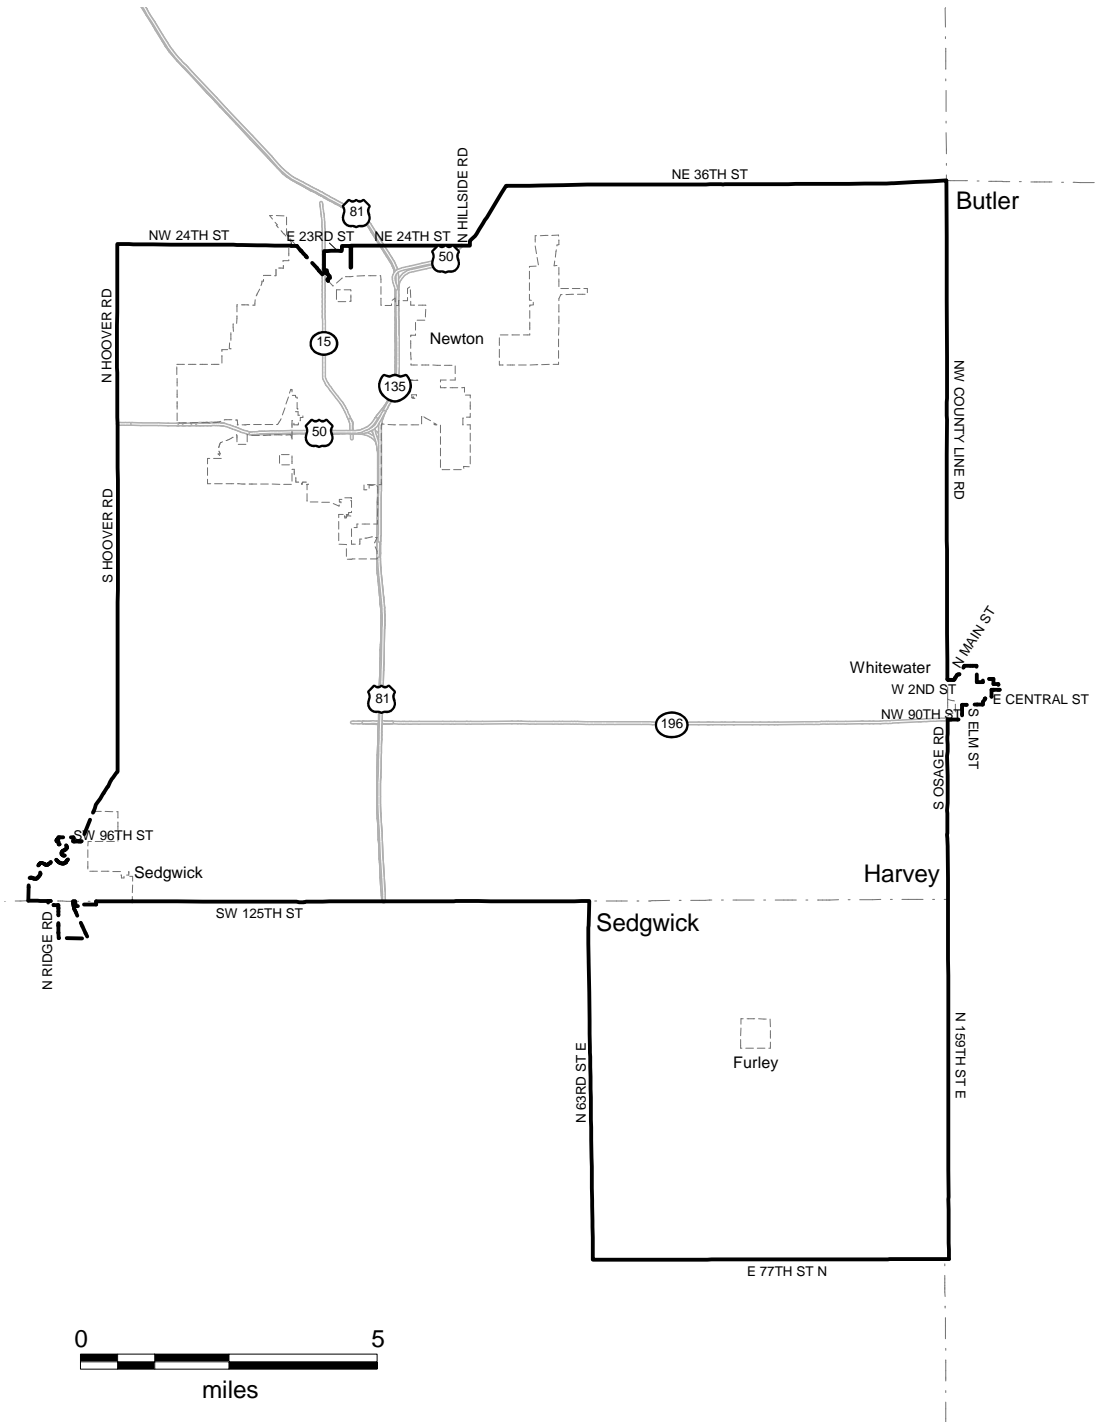 N HILLSIDE RD
NE 36TH ST
Butler
81
NW 24TH ST
E 23RD ST
NE 24TH ST
50
N HOOVER RD
15
Newton
135
NW COUNTY LINE RD
50
S HOOVER RD
N MAIN ST
Whitewater
W 2ND ST
E CENTRAL ST
81
196
NW 90TH ST
S ELM ST
S OSAGE RD
SW 96TH ST
Sedgwick
Harvey
SW 125TH ST
Sedgwick
N RIDGE RD
N 63RD ST E
Furley
N 159TH ST E
E 77TH ST N
0
5
miles